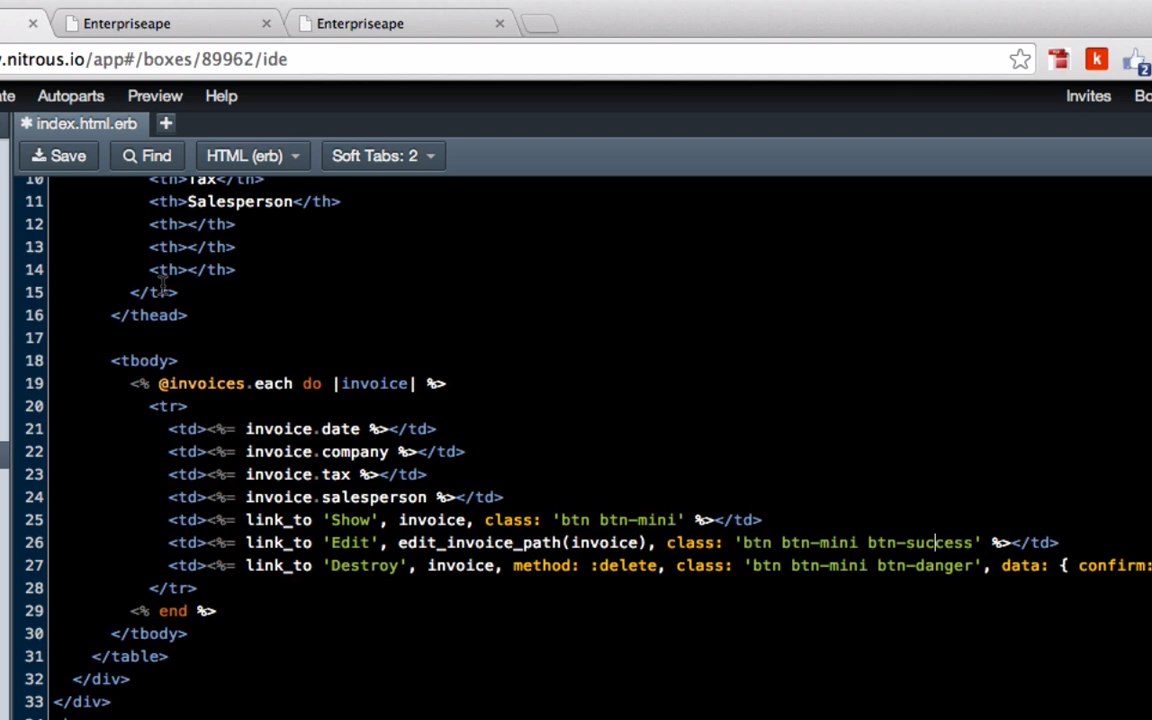 Enterpriseape
Enterpriseape
.nitrous.io/app#/boxes/89962/ide
k
2
Autoparts Preview Help Invites
* index.html.erb +
Save Find HTML (erb) Soft Tabs: 2
10 <th>Tax</th>
11 <th>Salesperson</th>
12 <th></th>
13 <th></th>
14 <th></th>
15 </tr>
16 </thead>
17
18 <tbody>
19 <% @invoices.each do |invoice| %>
20 <tr>
21 <td><%= invoice.date %></td>
22 <td><%= invoice.company %></td>
23 <td><%= invoice.tax %></td>
24 <td><%= invoice.salesperson %></td>
25 <td><%= link_to 'Show', invoice, class: 'btn btn-mini' %></td>
26 <td><%= link_to 'Edit', edit_invoice_path(invoice), class: 'btn btn-mini btn-success' %></td>
27 <td><%= link_to 'Destroy', invoice, method: :delete, class: 'btn btn-mini btn-danger', data: { confirm:
28 </tr>
29 <% end %>
30 </tbody>
31 </table>
32 </div>
33 </div>